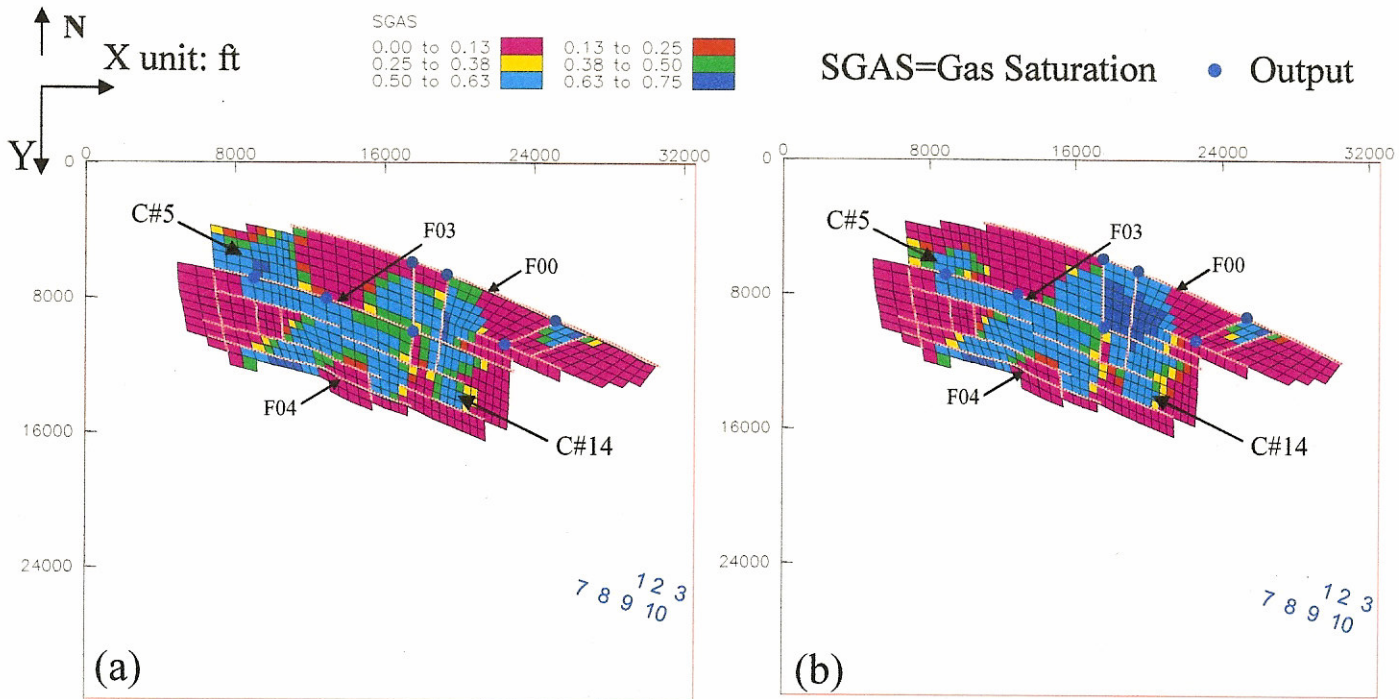 N
X unit: ft
Y
SGAS
0.00 to 0.13 0.13 to 0.25
0.25 to 0.38 0.38 to 0.50
0.50 to 0.63 0.63 to 0.75
SGAS=Gas Saturation Output
0 8000 16000 24000 32000
0
8000
16000
24000
C#5
F03
F00
F04
C#14
1 2 3
7 8 9 10
(a)
0 8000 16000 24000 32000
0
8000
16000
24000
C#5
F03
F00
F04
C#14
1 2 3
7 8 9 10
(b)